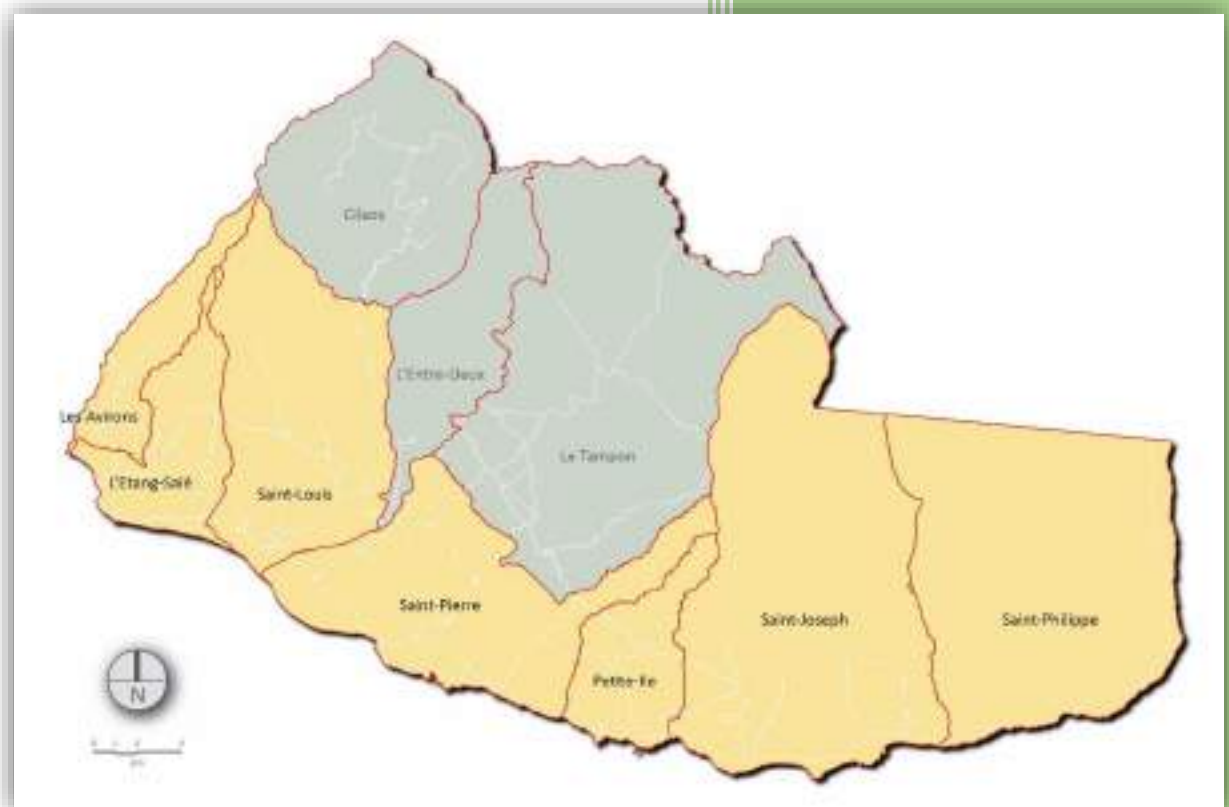 Cilaos
L'Entre-Deux
Les Avirons
Le Tampon
l'Etang-Salé
Saint-Louis
Saint-Pierre
Saint-Joseph
Saint-Philippe
Petite-Ile
N